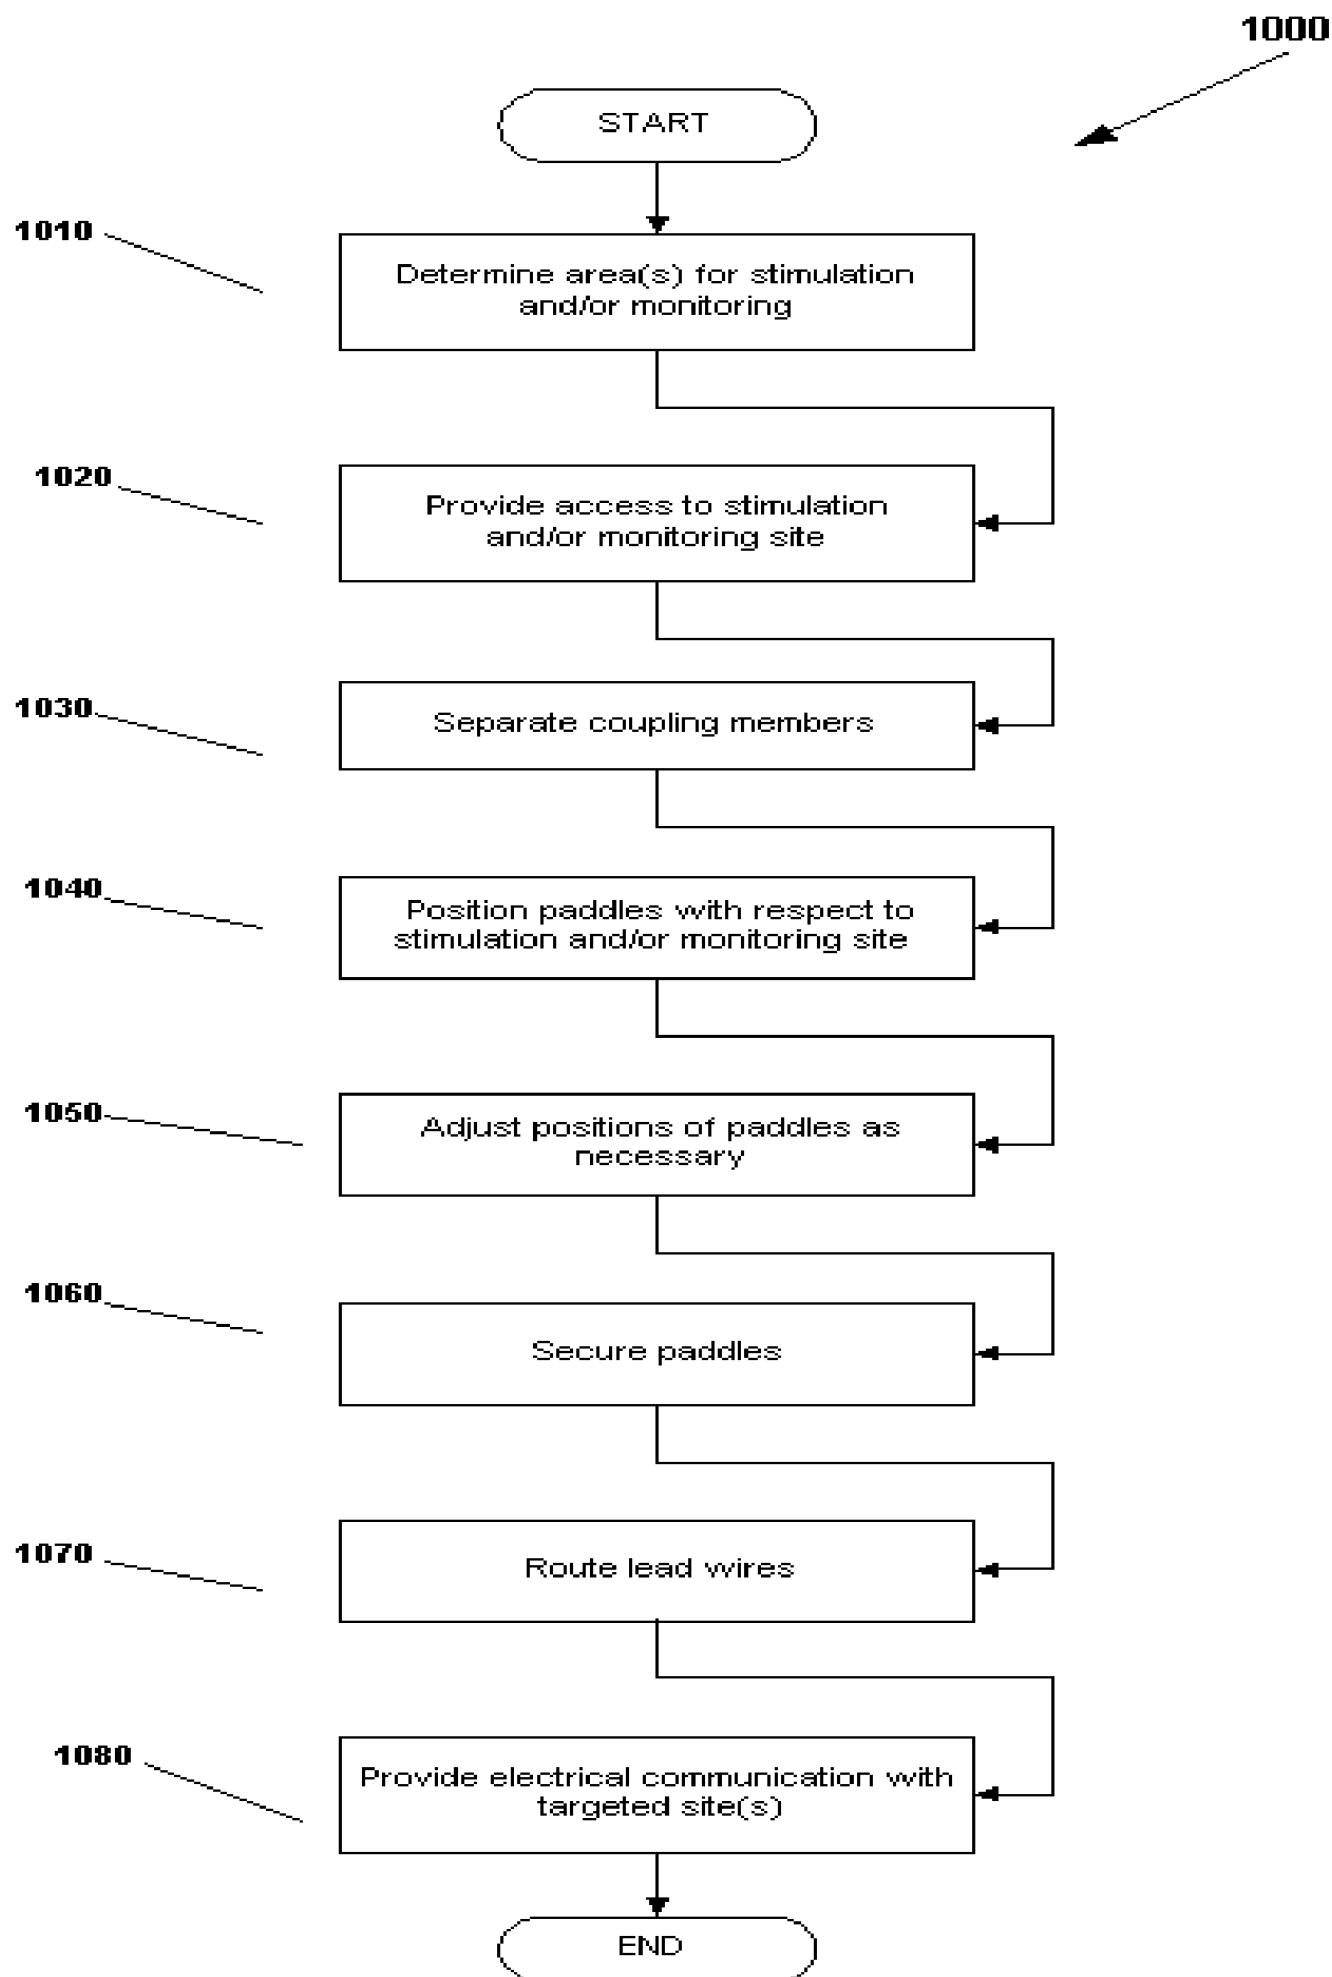 1000
START
1010
Determine area(s) for stimulation
and/or monitoring
1020
Provide access to stimulation
and/or monitoring site
1030
Separate coupling members
1040
Position paddles with respect to
stimulation and/or monitoring site
1050
Adjust positions of paddles as
necessary
1060
Secure paddles
1070
Route lead wires
1080
Provide electrical communication with
targeted site(s)
END